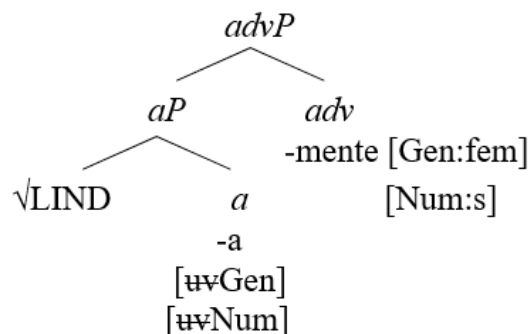 advP
aP adv
-mente [Gen:fem]
√LIND a [Num:s]
-a
[uvGen]
[uvNum]